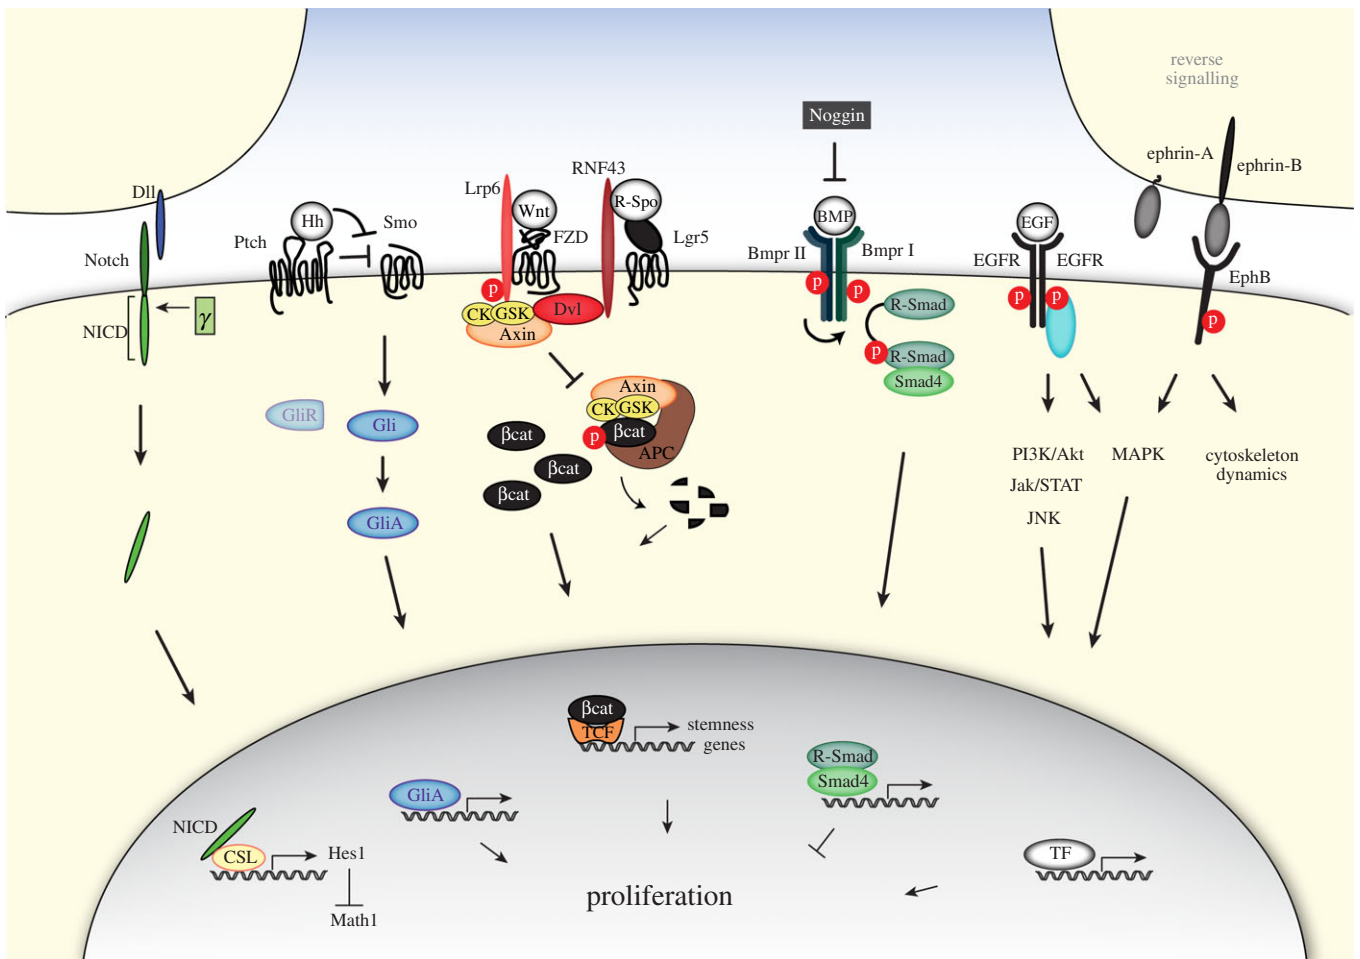 reverse
signalling
Noggin
ephrin-A
ephrin-B
RNF43
Dll
Lrp6
Wnt
R-Spo
Hh
Smo
BMP
EGF
Ptch
FZD
Lgr5
Notch
Bmpr II
Bmpr I
EGFR
EGFR
EphB
p
p
p
p
p
p
NICD
γ
CK
GSK
Dvl
Axin
R-Smad
p
R-Smad
Smad4
Axin
CK
GSK
GliR
Gli
βcat
p
βcat
APC
βcat
βcat
PI3K/Akt
MAPK
cytoskeleton
dynamics
Jak/STAT
JNK
GliA
βcat
TCF
stemness
genes
R-Smad
Smad4
GliA
NICD
CSL
Hes1
Math1
TF
proliferation